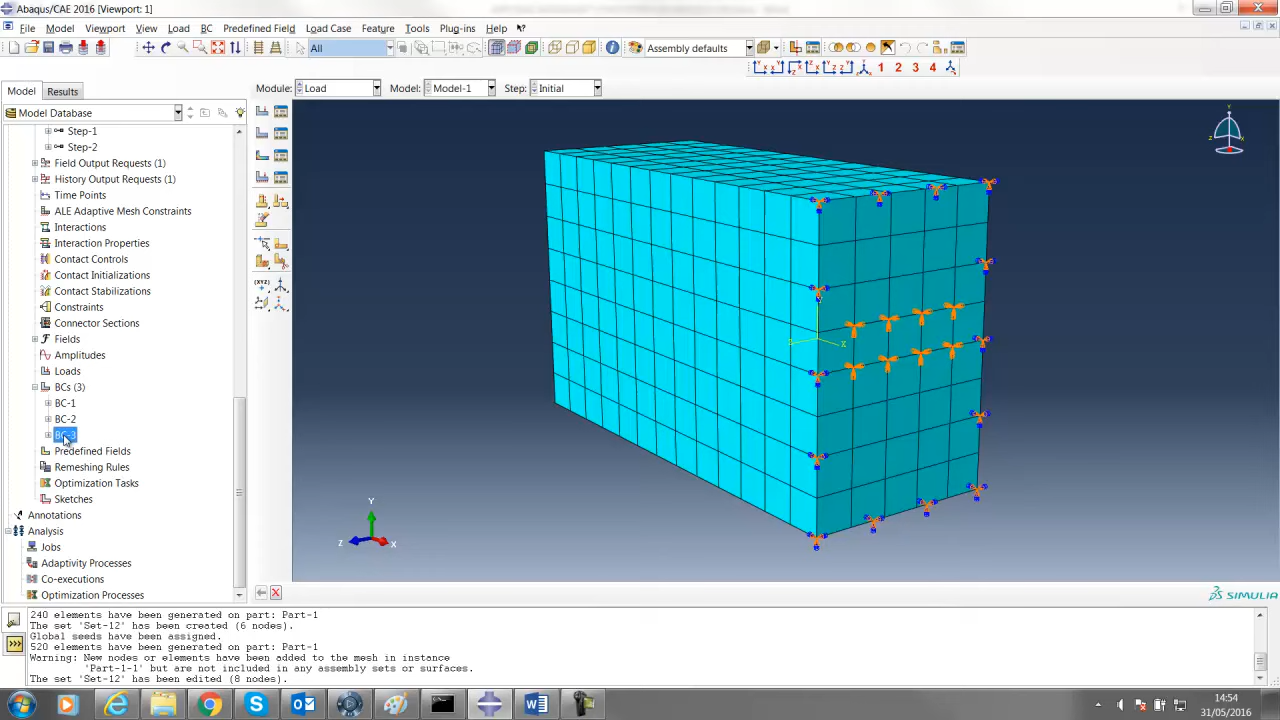 Abaqus/CAE 2016 [Viewport: 1]
File Model Viewport View Load BC Predefined Field Load Case Feature Tools Plug-ins Help
All
Assembly defaults
1 2 3 4
Model Results
Module: Load Model: Model-1 Step: Initial
Model Database
Step-1
Step-2
Field Output Requests (1)
History Output Requests (1)
Time Points
ALE Adaptive Mesh Constraints
Interactions
Interaction Properties
Contact Controls
Contact Initializations
Contact Stabilizations
Constraints
Connector Sections
Fields
Amplitudes
Loads
BCs (3)
BC-1
BC-2
BC-3
Predefined Fields
Remeshing Rules
Optimization Tasks
Sketches
Annotations
Analysis
Jobs
Adaptivity Processes
Co-executions
Optimization Processes
Y
Z
X
SIMULIA
240 elements have been generated on part: Part-1
The set 'Set-12' has been created (6 nodes).
Global seeds have been assigned.
520 elements have been generated on part: Part-1
Warning: New nodes or elements have been added to the mesh in instance
'Part-1-1' but are not included in any assembly sets or surfaces.
The set 'Set-12' has been edited (8 nodes).
14:54
31/05/2016